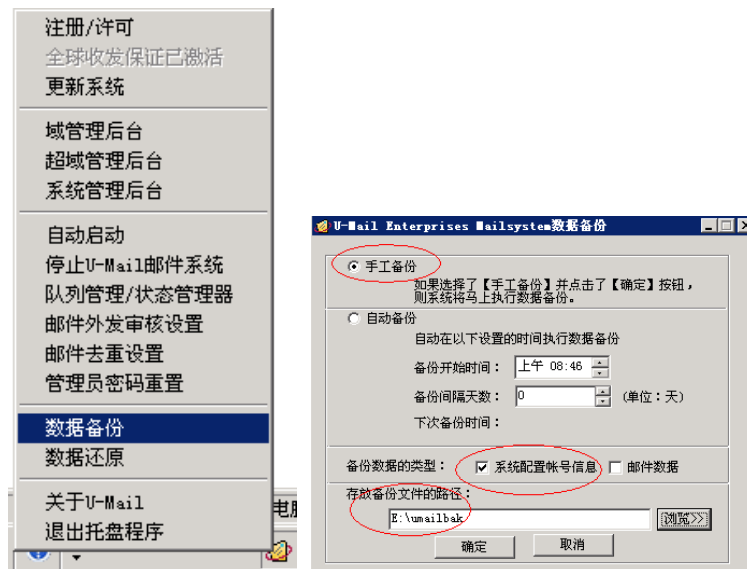 注册/许可
全球收发保证已激活
更新系统
域管理后台
超域管理后台
系统管理后台
自动启动
停止U-Mail邮件系统
队列管理/状态管理器
邮件外发审核设置
邮件去重设置
管理员密码重置
数据备份
数据还原
关于U-Mail
退出托盘程序
电脑
U-Mail Enterprises Mailsystem数据备份
手工备份
如果选择了【手工备份】并点击了【确定】按钮，
则系统将马上执行数据备份。
自动备份
自动在以下设置的时间执行数据备份
备份开始时间： 上午 08:46
备份间隔天数： 0 (单位：天)
下次备份时间：
备份数据的类型： 系统配置帐号信息 邮件数据
存放备份文件的路径：
E:\umailbak 浏览>>
确定 取消